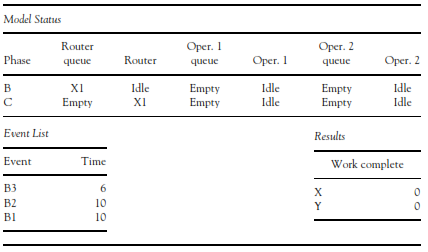 Model Status
Router Oper. 1 Oper. 2
Phase queue Router queue Oper. 1 queue Oper. 2
B X1 Idle Empty Idle Empty Idle
C Empty X1 Empty Idle Empty Idle
Event List
Results
Event Time
Work complete
B3 6
X 0
B2 10
Y 0
B1 10